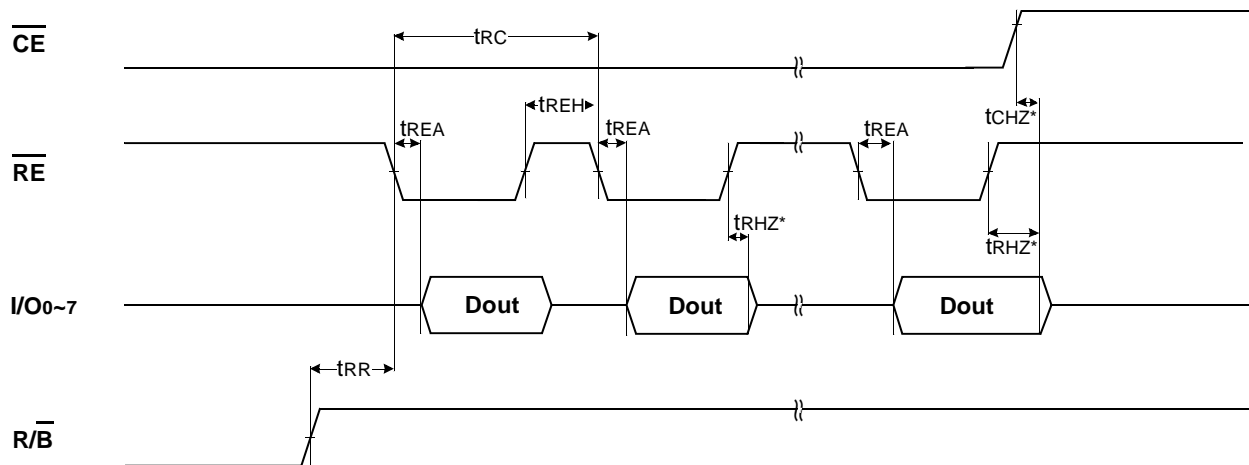 CE
tRC
tREH
tCHZ*
tREA
tREA
tREA
RE
tRHZ*
tRHZ*
I/O0~7
Dout
Dout
Dout
tRR
R/B